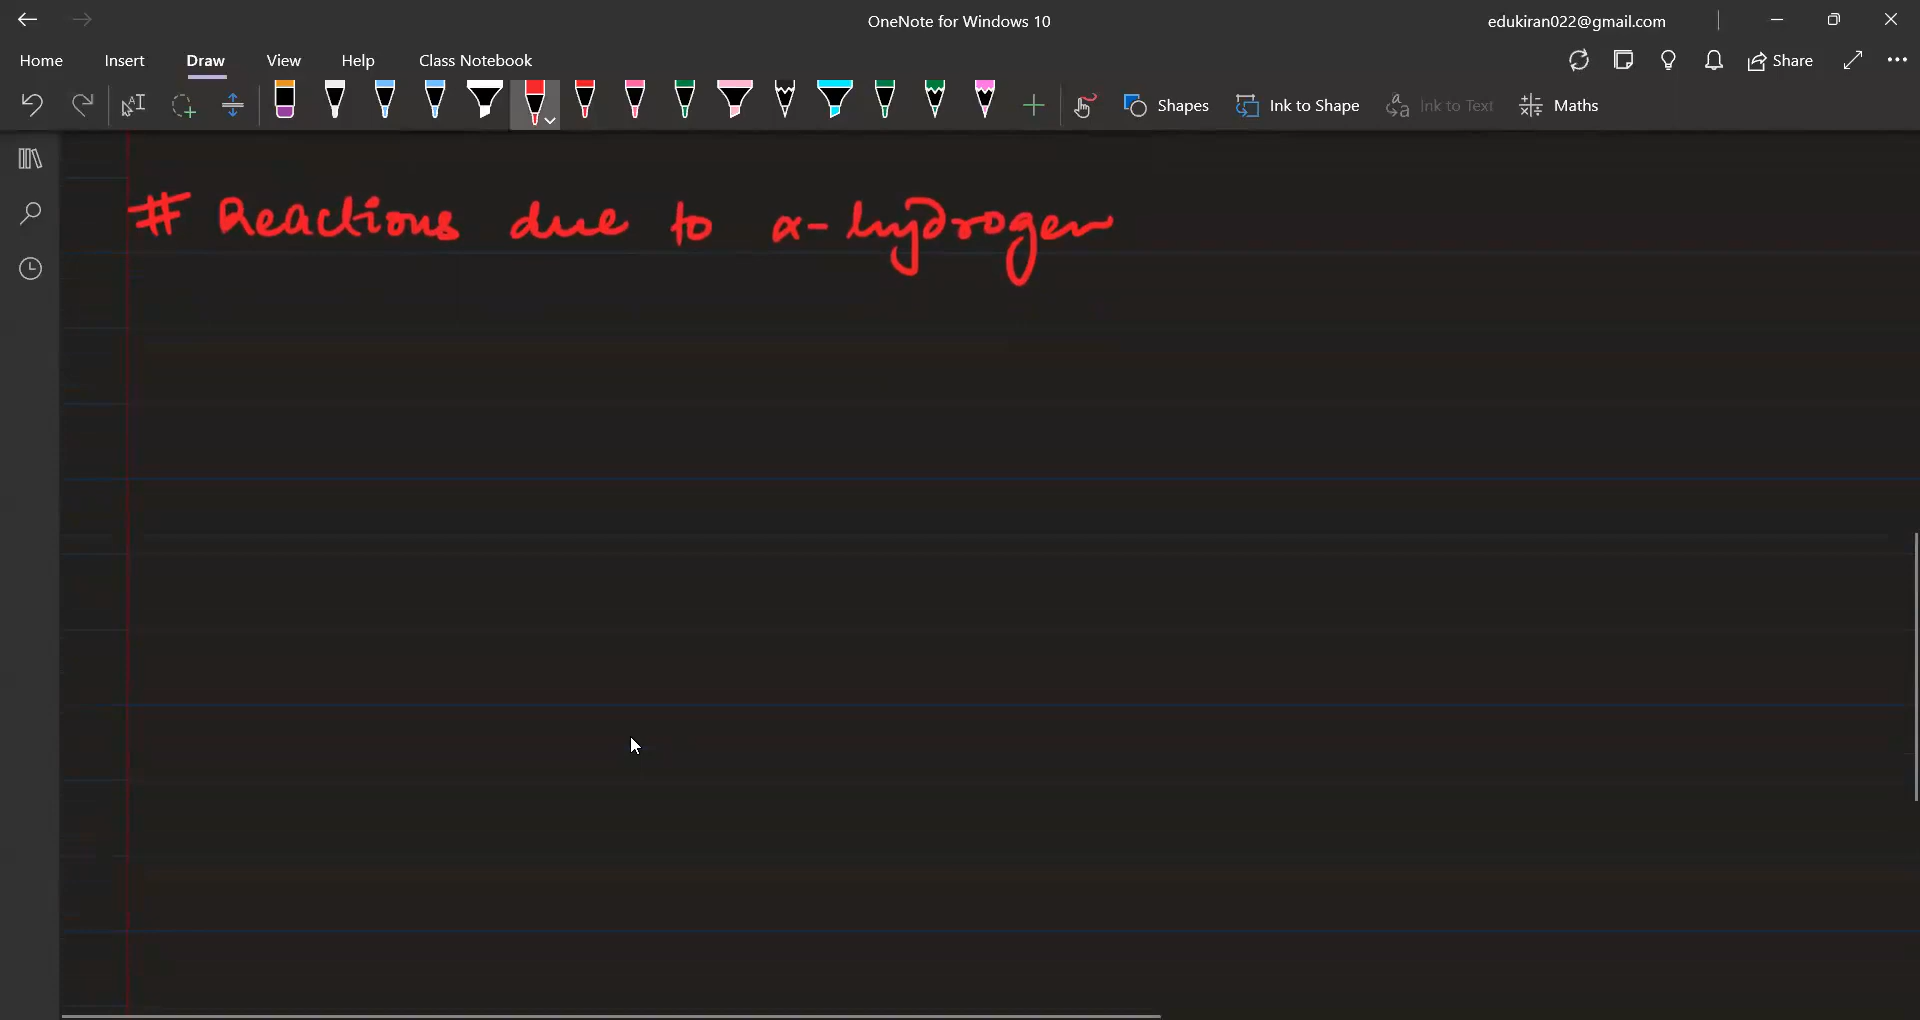 OneNote for Windows 10
edukiran022@gmail.com
Home Insert Draw View Help Class Notebook Share
Shapes Ink to Shape Ink to Text Maths
# Reactions due to α-hydrogen